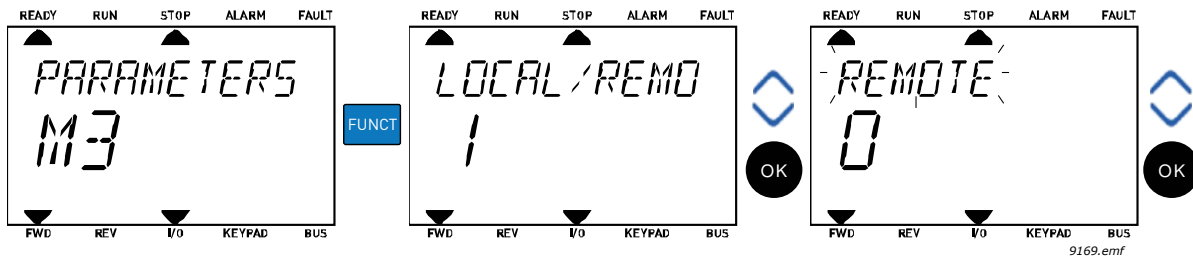 READY RUN STOP ALARM FAULT
PARAMETERS
M3
FWD REV I/O KEYPAD BUS
FUNCT
READY RUN STOP ALARM FAULT
LOCAL/REMO
1
FWD REV I/O KEYPAD BUS
OK
READY RUN STOP ALARM FAULT
REMOTE
0
FWD REV I/O KEYPAD BUS
OK
9169.emf